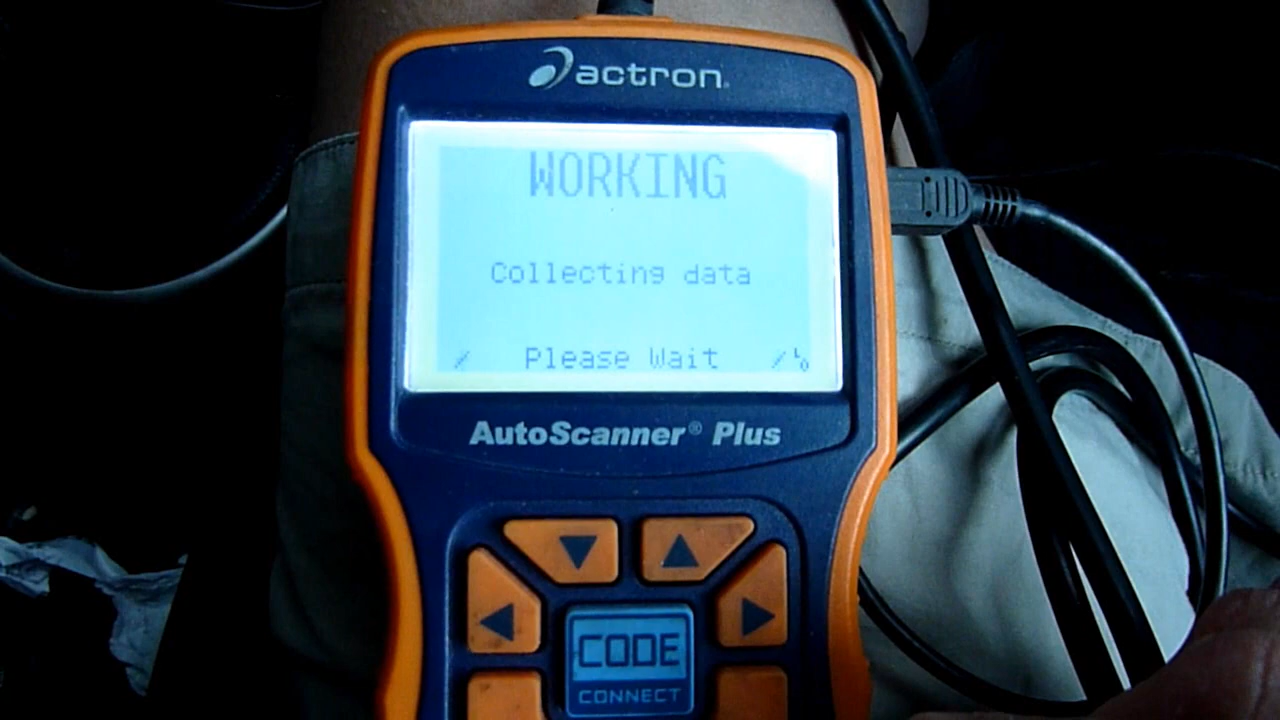 actron
WORKING
Collecting data
Please Wait
AutoScanner® Plus
CODE
CONNECT